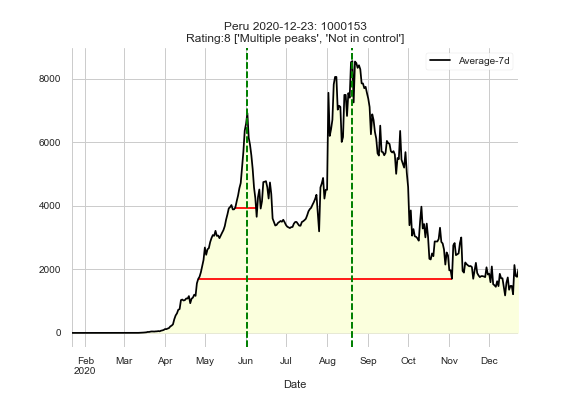 Peru 2020-12-23: 1000153
Rating:8 ['Multiple peaks', 'Not in control']
Average-7d
8000
6000
4000
2000
0
Feb Mar Apr May Jun Jul Aug Sep Oct Nov Dec
2020
Date